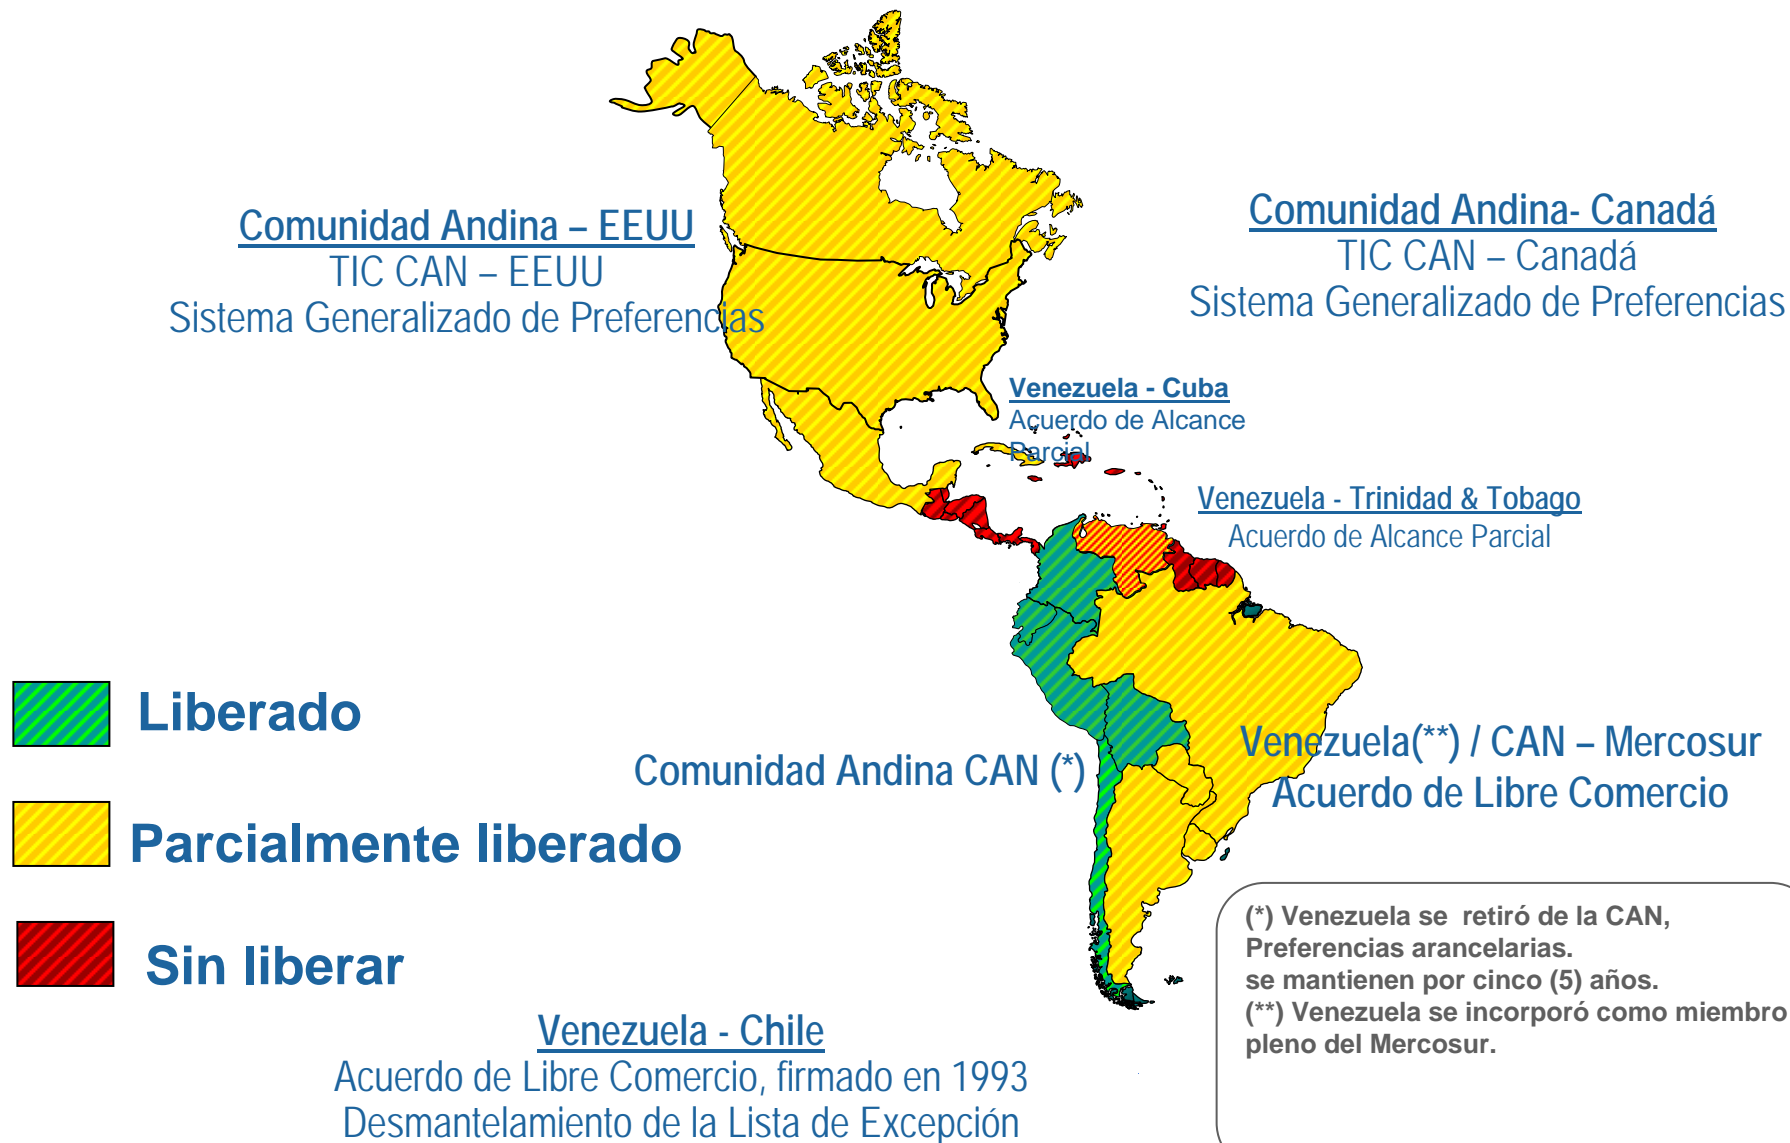 Comunidad Andina – EEUU
TIC CAN – EEUU
Sistema Generalizado de Preferencias
Comunidad Andina- Canadá
TIC CAN – Canadá
Sistema Generalizado de Preferencias
Venezuela - Cuba
Acuerdo de Alcance
Parcial
Venezuela - Trinidad & Tobago
Acuerdo de Alcance Parcial
Liberado
Parcialmente liberado
Sin liberar
Comunidad Andina CAN (*)
Venezuela(**) / CAN – Mercosur
Acuerdo de Libre Comercio
(*) Venezuela se retiró de la CAN,
Preferencias arancelarias.
se mantienen por cinco (5) años.
(**) Venezuela se incorporó como miembro
pleno del Mercosur.
Venezuela - Chile
Acuerdo de Libre Comercio, firmado en 1993
Desmantelamiento de la Lista de Excepción